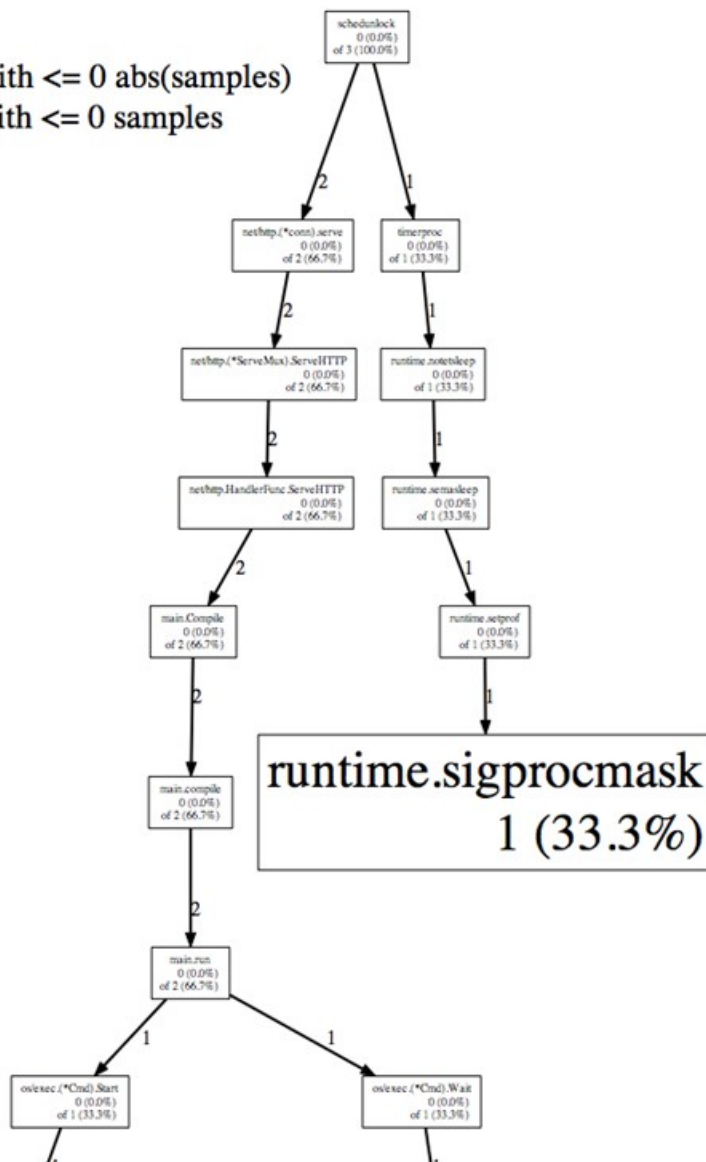 schedunlock
0 (0.0%)
of 3 (100.0%)
ith <= 0 abs(samples)
ith <= 0 samples
2
1
net/http.(*conn).serve
0 (0.0%)
of 2 (66.7%)
timerproc
0 (0.0%)
of 1 (33.3%)
2
1
net/http.(*ServeMux).ServeHTTP
0 (0.0%)
of 2 (66.7%)
runtime.notetsleep
0 (0.0%)
of 1 (33.3%)
2
1
net/http.HandlerFunc.ServeHTTP
0 (0.0%)
of 2 (66.7%)
runtime.semasleep
0 (0.0%)
of 1 (33.3%)
2
1
main.Compile
0 (0.0%)
of 2 (66.7%)
runtime.setprof
0 (0.0%)
of 1 (33.3%)
2
1
runtime.sigprocmask
1 (33.3%)
main.compile
0 (0.0%)
of 2 (66.7%)
2
main.run
0 (0.0%)
of 2 (66.7%)
1
1
os/exec.(*Cmd).Start
0 (0.0%)
of 1 (33.3%)
os/exec.(*Cmd).Wait
0 (0.0%)
of 1 (33.3%)